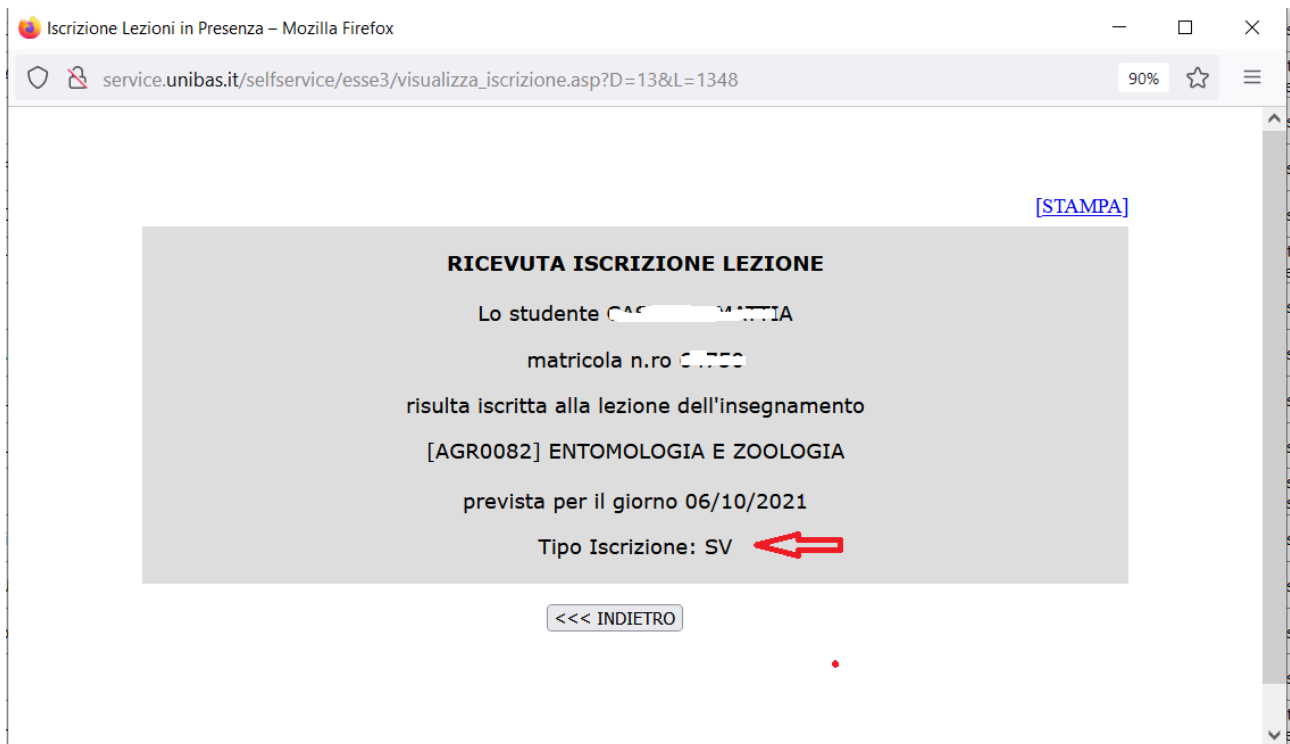 Iscrizione Lezioni in Presenza – Mozilla Firefox
service.unibas.it/selfservice/esse3/visualizza_iscrizione.asp?D=13&L=1348
90%
[STAMPA]
RICEVUTA ISCRIZIONE LEZIONE
Lo studente
matricola n.ro
risulta iscritta alla lezione dell'insegnamento
[AGR0082] ENTOMOLOGIA E ZOOLOGIA
prevista per il giorno 06/10/2021
Tipo Iscrizione: SV
<<< INDIETRO